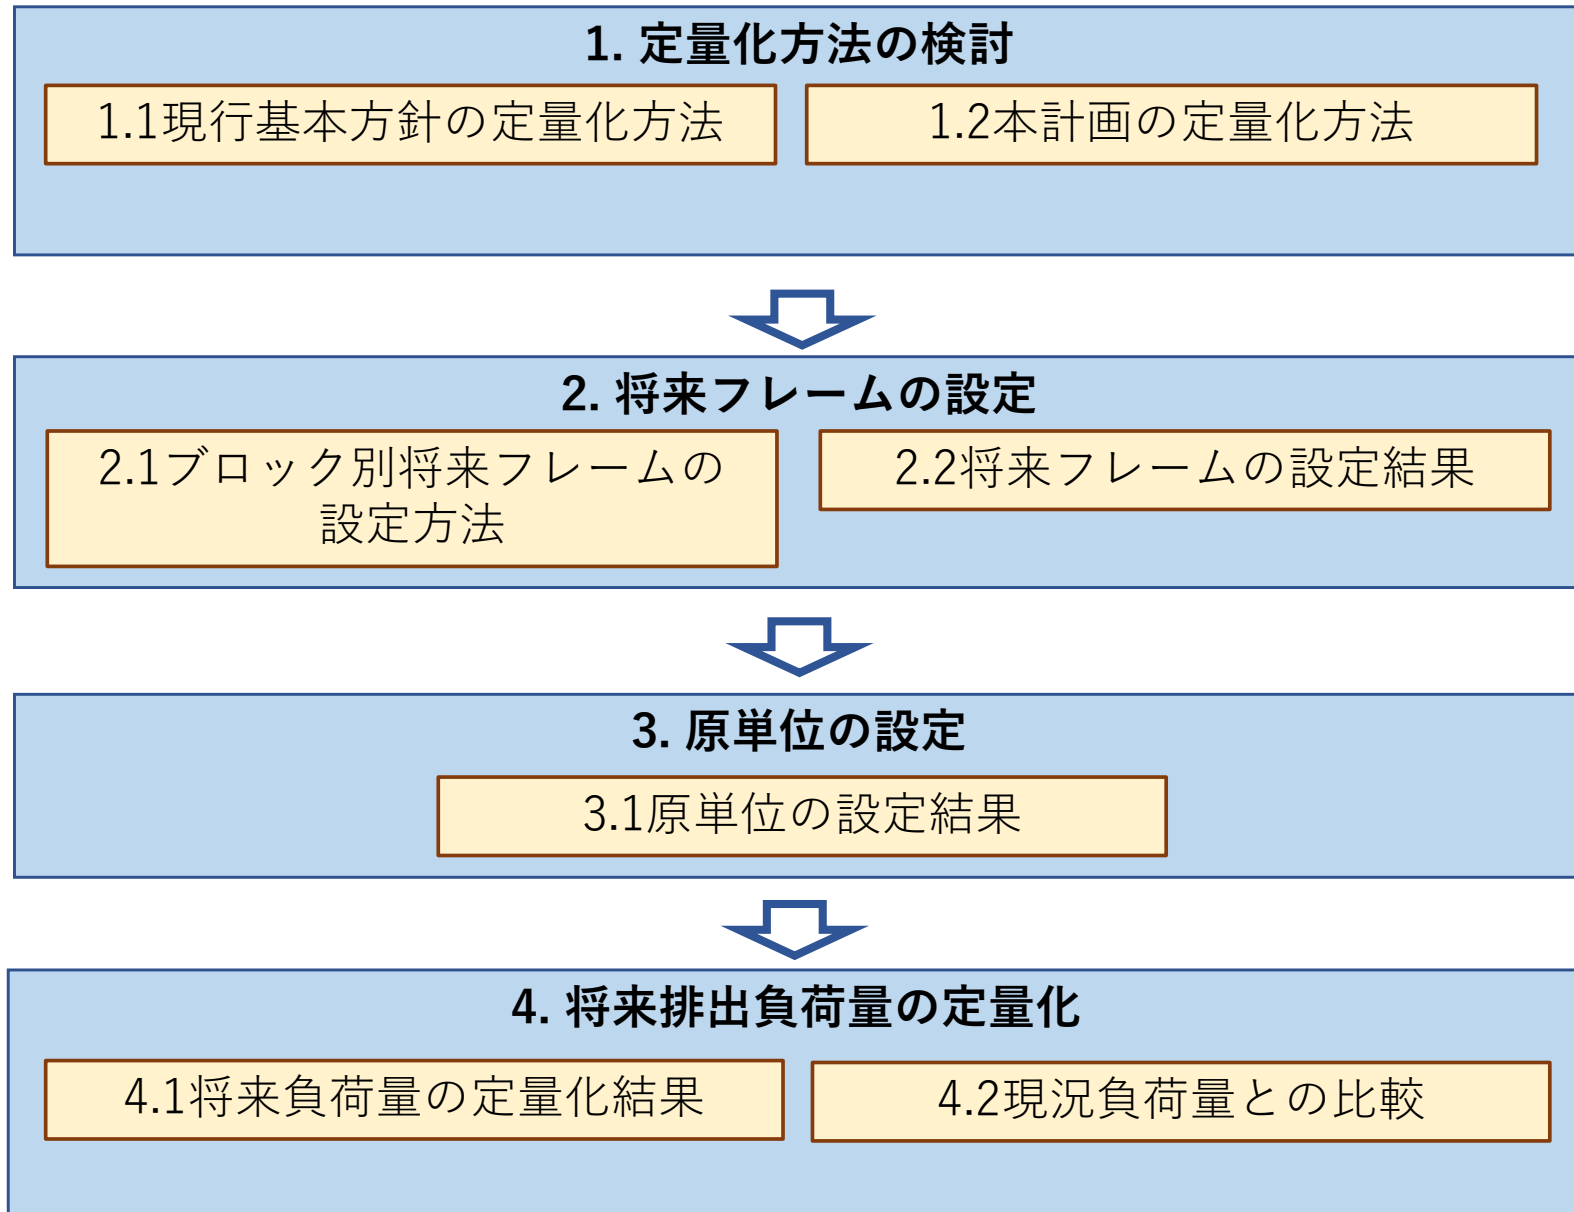 1. 定量化方法の検討
1.1現行基本方針の定量化方法
1.2本計画の定量化方法
2. 将来フレームの設定
2.1ブロック別将来フレームの
設定方法
2.2将来フレームの設定結果
3. 原単位の設定
3.1原単位の設定結果
4. 将来排出負荷量の定量化
4.1将来負荷量の定量化結果
4.2現況負荷量との比較